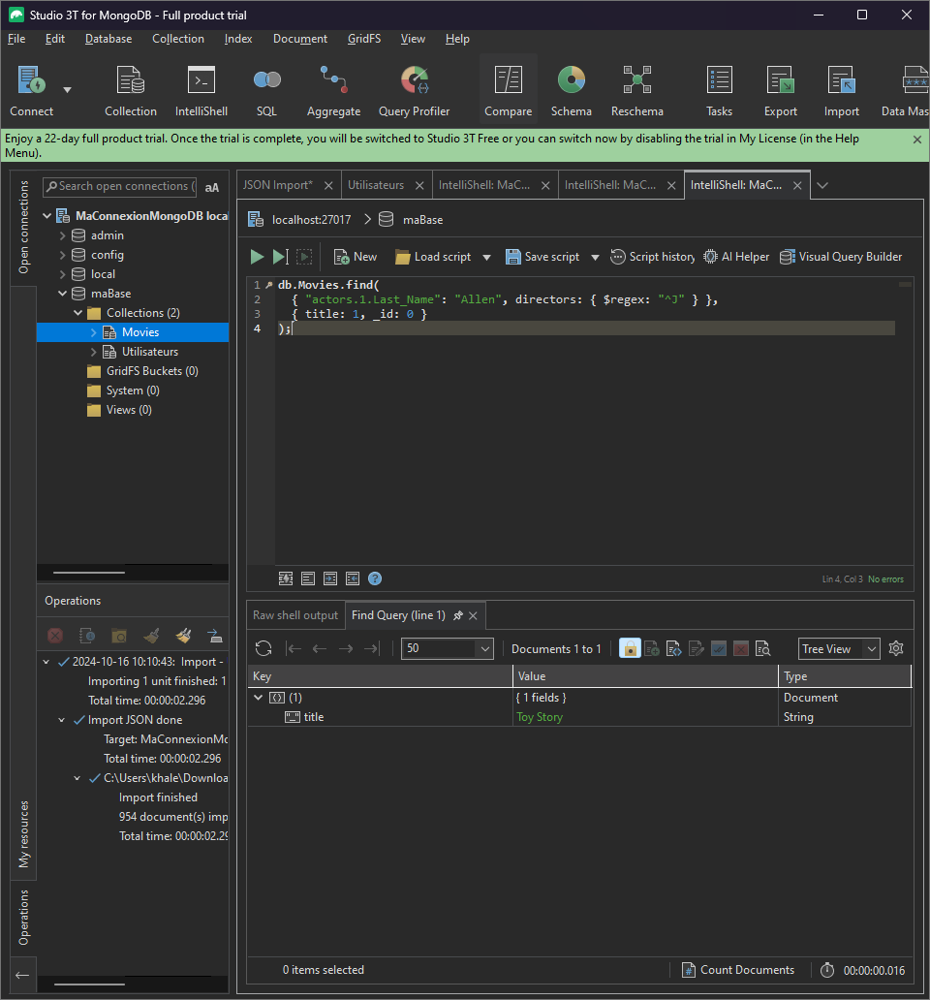 Studio 3T for MongoDB - Full product trial
File Edit Database Collection Index Document GridFS View Help
Connect Collection IntelliShell SQL Aggregate Query Profiler Compare Schema Reschema Tasks Export Import Data Mas
Enjoy a 22-day full product trial. Once the trial is complete, you will be switched to Studio 3T Free or you can switch now by disabling the trial in My License (in the Help
Menu).
Open connections
Search open connections ( aA
MaConnexionMongoDB local
admin
config
local
maBase
Collections (2)
Movies
Utilisateurs
GridFS Buckets (0)
System (0)
Views (0)
My resources
Operations
Operations
2024-10-16 10:10:43: Import -
Importing 1 unit finished: 1
Total time: 00:00:02.296
Import JSON done
Target: MaConnexionMo
Total time: 00:00:02.296
C:\Users\khale\Downloa
Import finished
954 document(s) imp
Total time: 00:00:02.29
JSON Import* Utilisateurs IntelliShell: MaC... IntelliShell: MaC... IntelliShell: MaC...
localhost:27017 maBase
New Load script Save script Script history AI Helper Visual Query Builder
1 db.Movies.find(
2 { "actors.1.Last_Name": "Allen", directors: { $regex: "^J" } },
3 { title: 1, _id: 0 }
4 );
Lin 4, Col 3 No errors
Raw shell output Find Query (line 1)
50 Documents 1 to 1 Tree View
Key Value Type
(1) { 1 fields } Document
title Toy Story String
0 items selected Count Documents 00:00:00.016